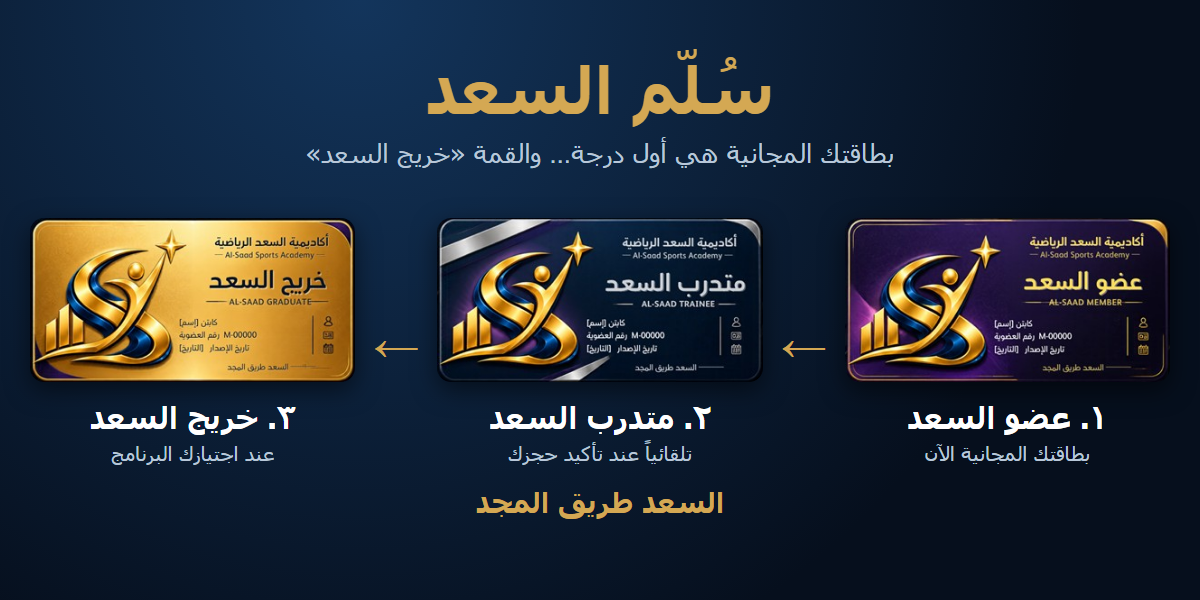 سُلّم السعد
بطاقتك المجانية هي أول درجة... والقمة «خريج السعد»
أكاديمية السعد الرياضية
Al-Saad Sports Academy
عضو السعد
AL-SAAD MEMBER
كابتن [إسم]
رقم العضوية M-00000
تاريخ الإصدار [التاريخ]
السعد طريق المجد
أكاديمية السعد الرياضية
Al-Saad Sports Academy
متدرب السعد
AL-SAAD TRAINEE
كابتن [إسم]
رقم العضوية M-00000
تاريخ الإصدار [التاريخ]
السعد طريق المجد
أكاديمية السعد الرياضية
Al-Saad Sports Academy
خريج السعد
AL-SAAD GRADUATE
كابتن [إسم]
رقم العضوية M-00000
تاريخ الإصدار [التاريخ]
السعد طريق المجد
١. عضو السعد
بطاقتك المجانية الآن
٢. متدرب السعد
تلقائياً عند تأكيد حجزك
٣. خريج السعد
عند اجتيازك البرنامج
السعد طريق المجد